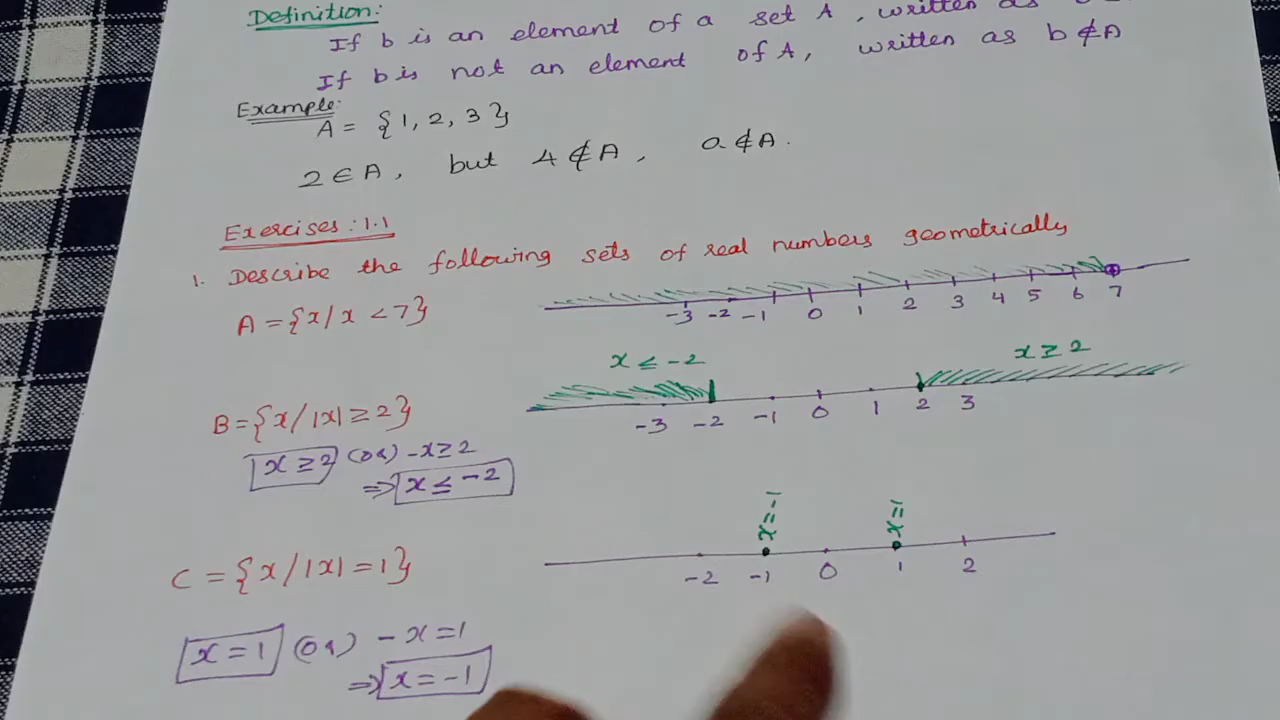 Definition:
If b is an element of a set A, written as
If b is not an element of A, written as b∉A
Example:
A = {1, 2, 3}
2 ∈ A, but 4 ∉ A, 0 ∉ A.
Exercises: 1.1
1. Describe the following sets of real numbers geometrically
A = {x/x < 7}
-3 -2 -1 0 1 2 3 4 5 6 7
x ≤ -2 x ≥ 2
B = {x/|x| ≥ 2}
-3 -2 -1 0 1 2 3
x ≥ 2 (or) -x ≥ 2
⇒ x ≤ -2
x=-1 x=1
C = {x/|x| = 1}
-2 -1 0 1 2
x = 1 (or) -x = 1
⇒ x = -1